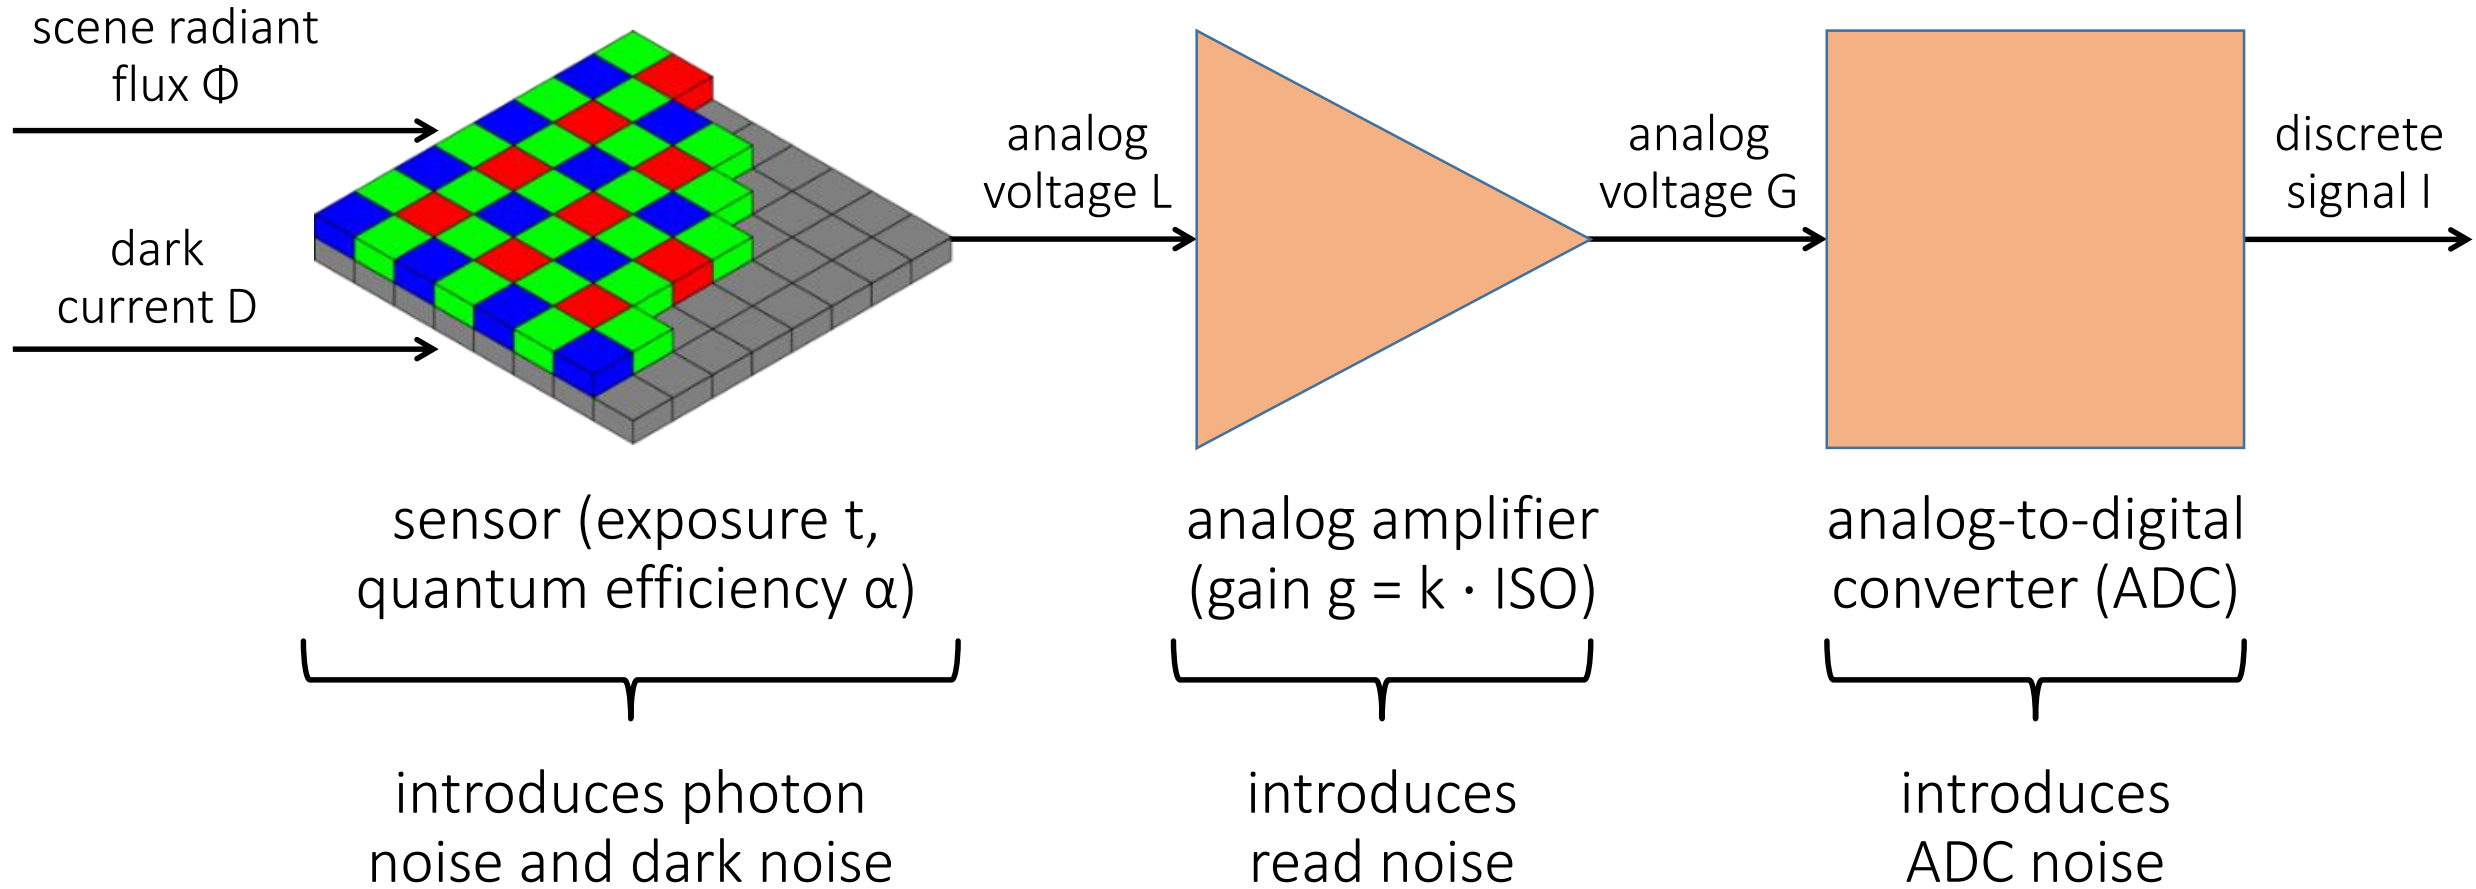 scene radiant
flux Φ
dark
current D
analog
voltage L
analog
voltage G
discrete
signal I
sensor (exposure t,
quantum efficiency α)
analog amplifier
(gain g = k · ISO)
analog-to-digital
converter (ADC)
introduces photon
noise and dark noise
introduces
read noise
introduces
ADC noise